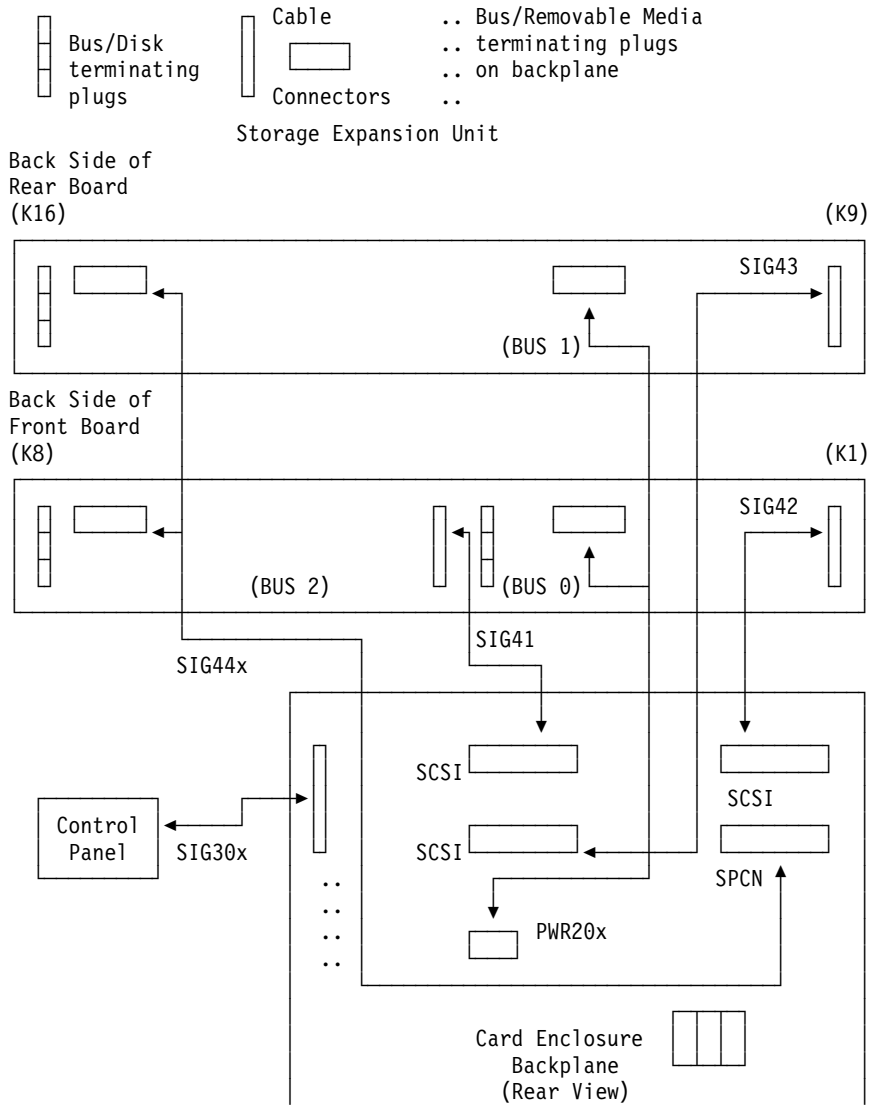 Cable
.. Bus/Removable Media
Bus/Disk
.. terminating plugs
terminating
.. on backplane
plugs
Connectors
..
Storage Expansion Unit
Back Side of
Rear Board
(K16)
(K9)
SIG43
(BUS 1)
Back Side of
Front Board
(K8)
(K1)
SIG42
(BUS 2)
(BUS 0)
SIG41
SIG44x
SCSI
SCSI
Control
Panel
SIG30x
SCSI
SPCN
..
..
..
..
PWR20x
Card Enclosure
Backplane
(Rear View)